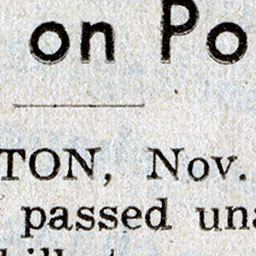 on Po
TON, Nov.
passed una